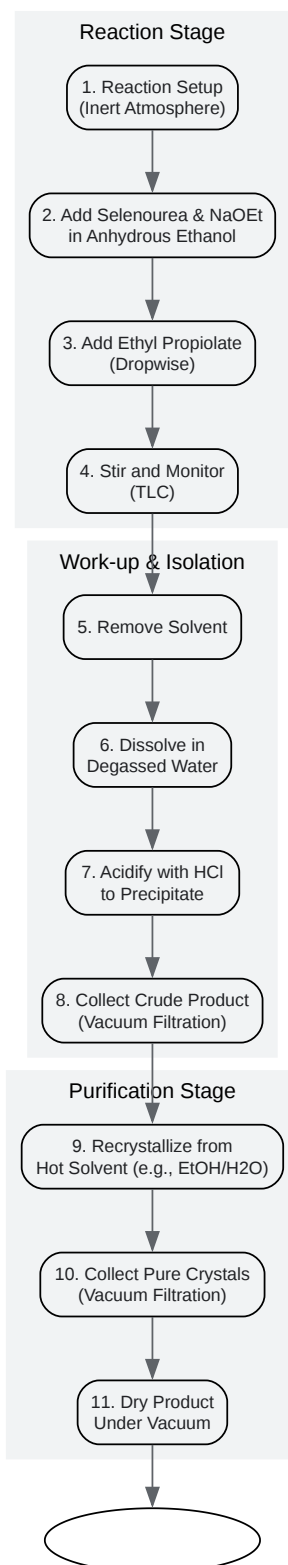 Reaction Stage
1. Reaction Setup
(Inert Atmosphere)
2. Add Selenourea & NaOEt
in Anhydrous Ethanol
3. Add Ethyl Propiolate
(Dropwise)
4. Stir and Monitor
(TLC)
Work-up & Isolation
5. Remove Solvent
6. Dissolve in
Degassed Water
7. Acidify with HCl
to Precipitate
8. Collect Crude Product
(Vacuum Filtration)
Purification Stage
9. Recrystallize from
Hot Solvent (e.g., EtOH/H2O)
10. Collect Pure Crystals
(Vacuum Filtration)
11. Dry Product
Under Vacuum